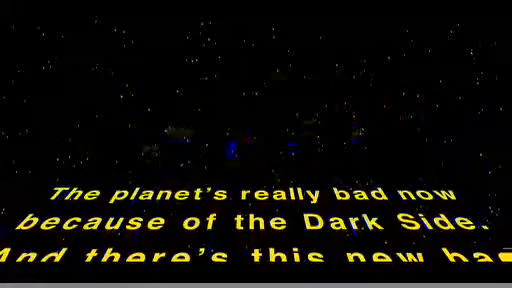 The planet's really bad now
because of the Dark Side.
And there's this new